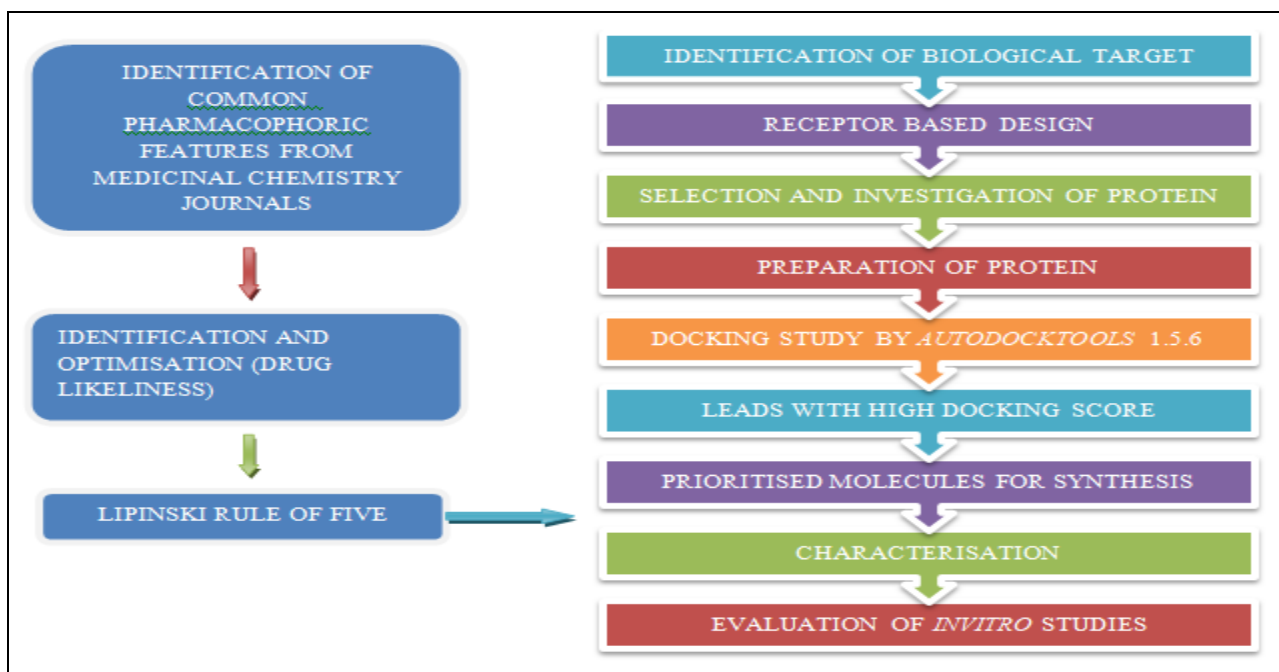 IDENTIFICATION OF
COMMON
PHARMACOPHORIC
FEATURES FROM
MEDICINAL CHEMISTRY
JOURNALS
IDENTIFICATION AND
OPTIMISATION (DRUG
LIKELINESS)
LIPINSKI RULE OF FIVE
IDENTIFICATION OF BIOLOGICAL TARGET
RECEPTOR BASED DESIGN
SELECTION AND INVESTIGATION OF PROTEIN
PREPARATION OF PROTEIN
DOCKING STUDY BY AUTODOCKTOOLS 1.5.6
LEADS WITH HIGH DOCKING SCORE
PRIORITISED MOLECULES FOR SYNTHESIS
CHARACTERISATION
EVALUATION OF INVITRO STUDIES